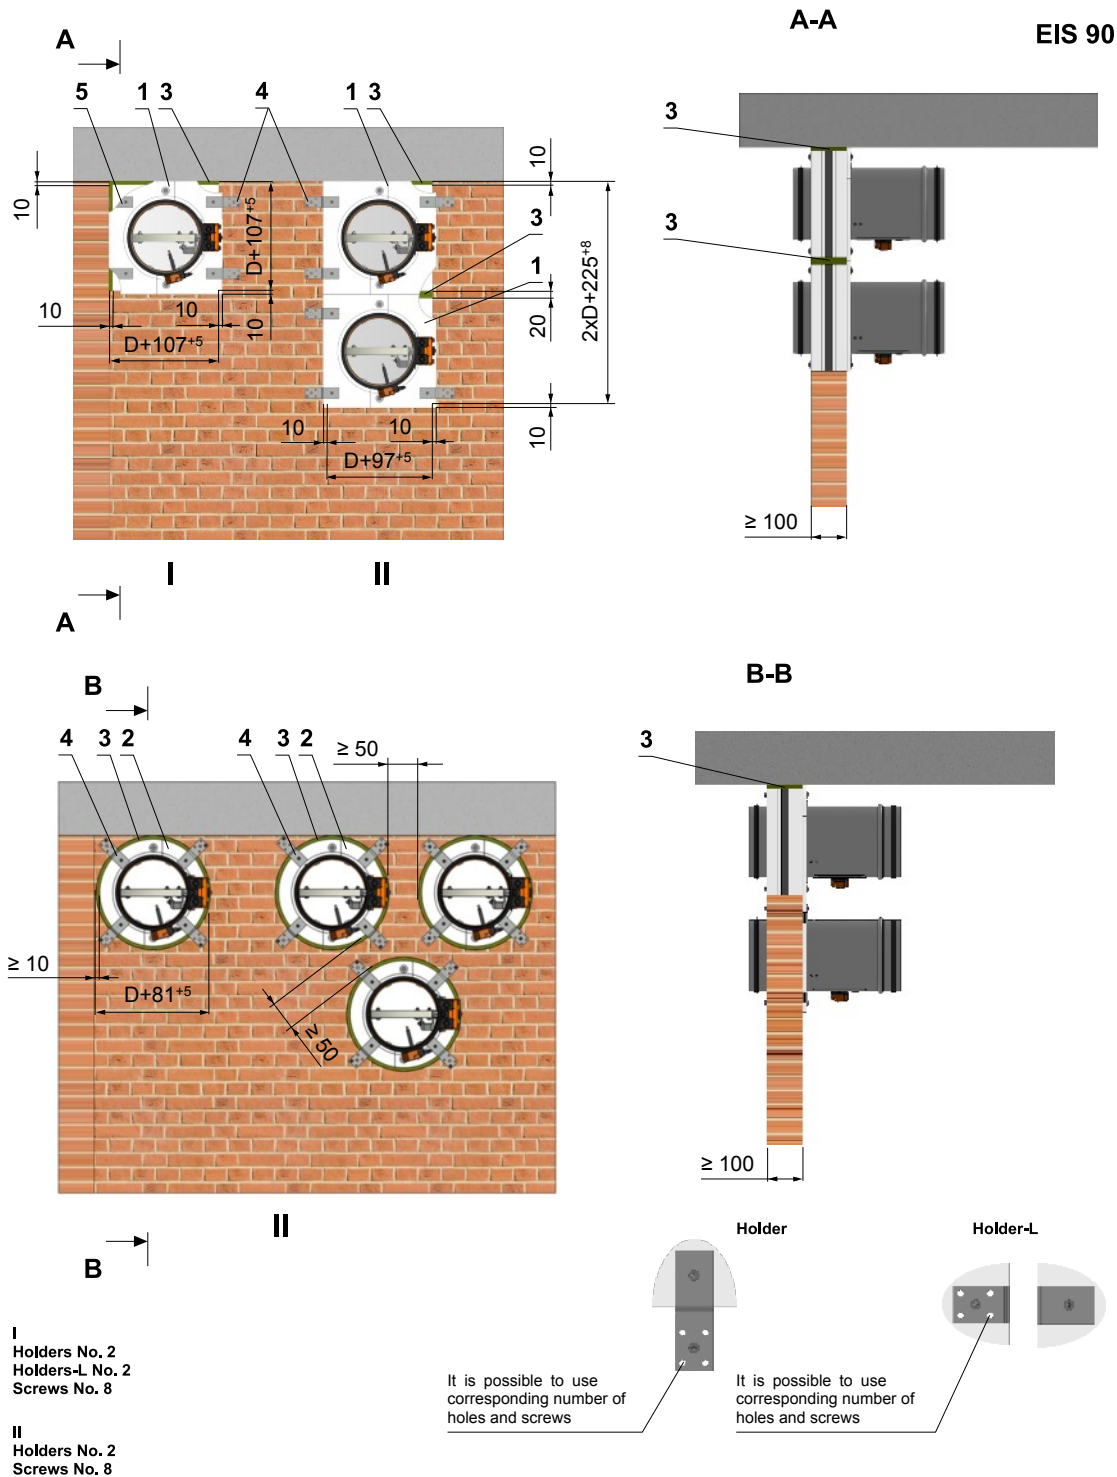 A-A
EIS 90
A
5
1 3
4
1 3
10
10
D+107+5
3
1
2xD+225+8
20
10
10
10
D+107+5
10
10
D+97+5
10
I
II
A
3
3
≥ 100
B
4
3 2
4
3 2
≥ 50
≥ 10
D+81+5
≥ 50
II
B
B-B
3
≥ 100
Holder
Holder-L
It is possible to use
corresponding number of
holes and screws
It is possible to use
corresponding number of
holes and screws
I
Holders No. 2
Holders-L No. 2
Screws No. 8
II
Holders No. 2
Screws No. 8